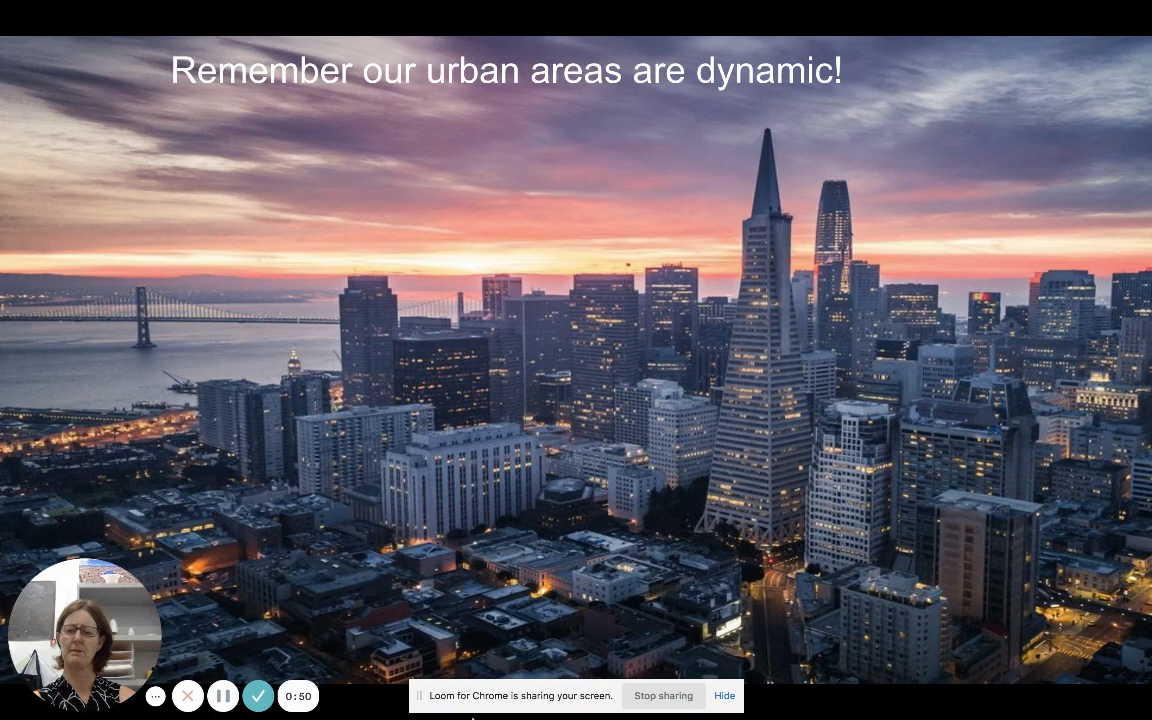 Remember our urban areas are dynamic!
0:50
Loom for Chrome is sharing your screen.
Stop sharing
Hide